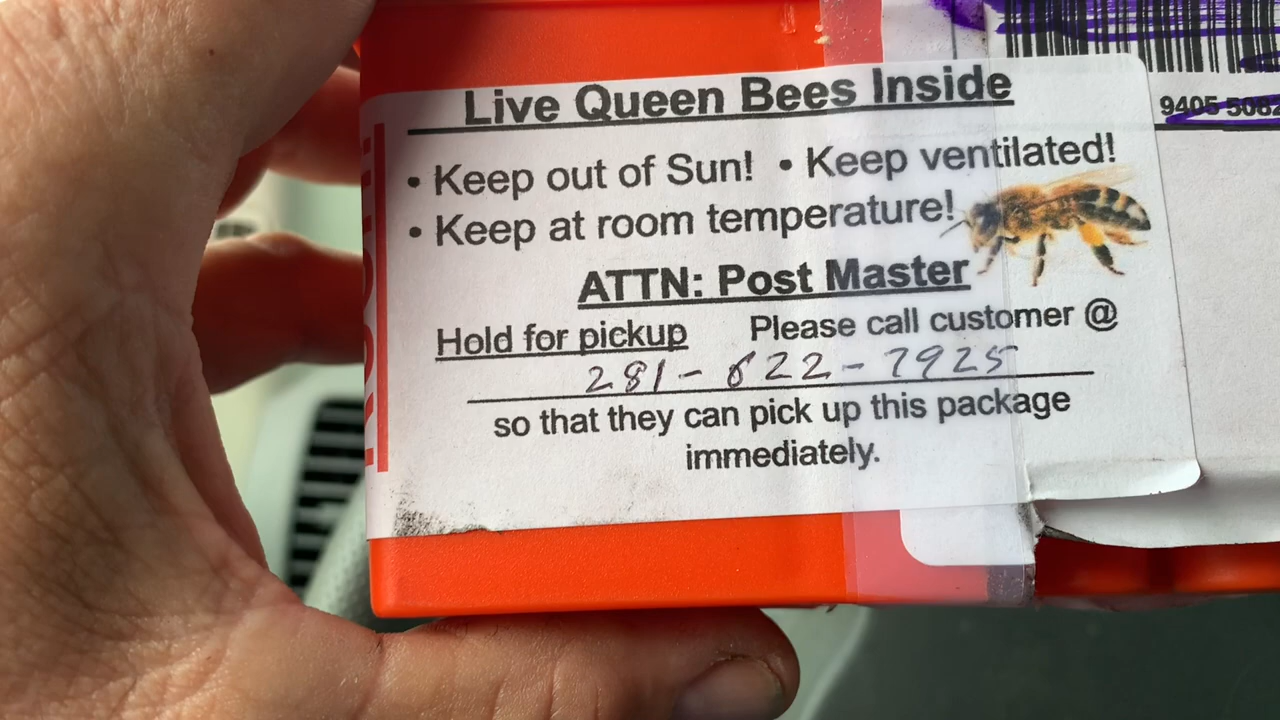 Live Queen Bees Inside
• Keep out of Sun! • Keep ventilated!
• Keep at room temperature!
ATTN: Post Master
Hold for pickup Please call customer @
281-622-7925
so that they can pick up this package
immediately.
9405 5082